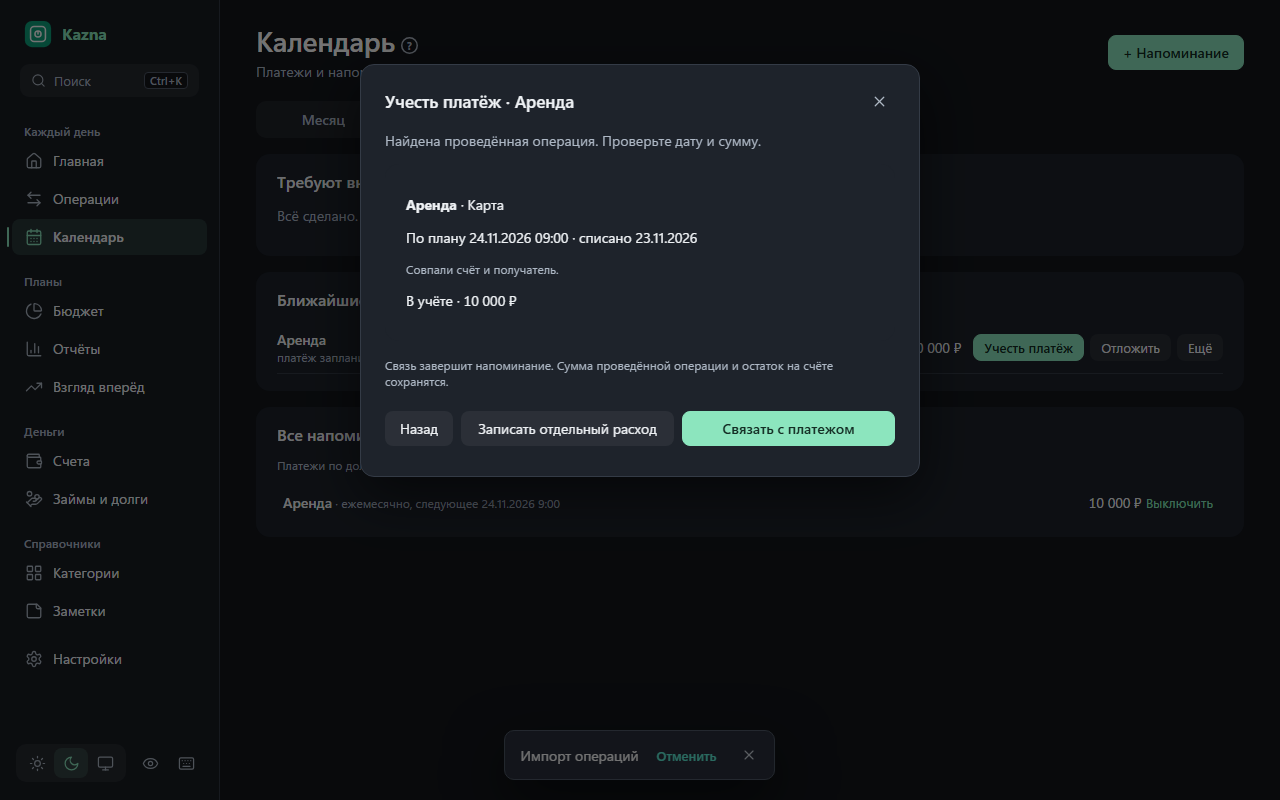 Kazna
Поиск Ctrl+K
Каждый день
Главная
Операции
Календарь
Планы
Бюджет
Отчёты
Взгляд вперёд
Деньги
Счета
Займы и долги
Справочники
Категории
Заметки
Настройки
Календарь ?
Платежи и напо
+ Напоминание
Месяц
Требуют в
Всё сделано.
Ближайши
Аренда
платёж заплани
0 000 ₽ Учесть платёж Отложить Ещё
Все напоми
Платежи по до
Аренда · ежемесячно, следующее 24.11.2026 9:00
10 000 ₽ Выключить
Учесть платёж · Аренда
Найдена проведённая операция. Проверьте дату и сумму.
Аренда · Карта
По плану 24.11.2026 09:00 · списано 23.11.2026
Совпали счёт и получатель.
В учёте · 10 000 ₽
Связь завершит напоминание. Сумма проведённой операции и остаток на счёте
сохранятся.
Назад Записать отдельный расход Связать с платежом
Импорт операций Отменить